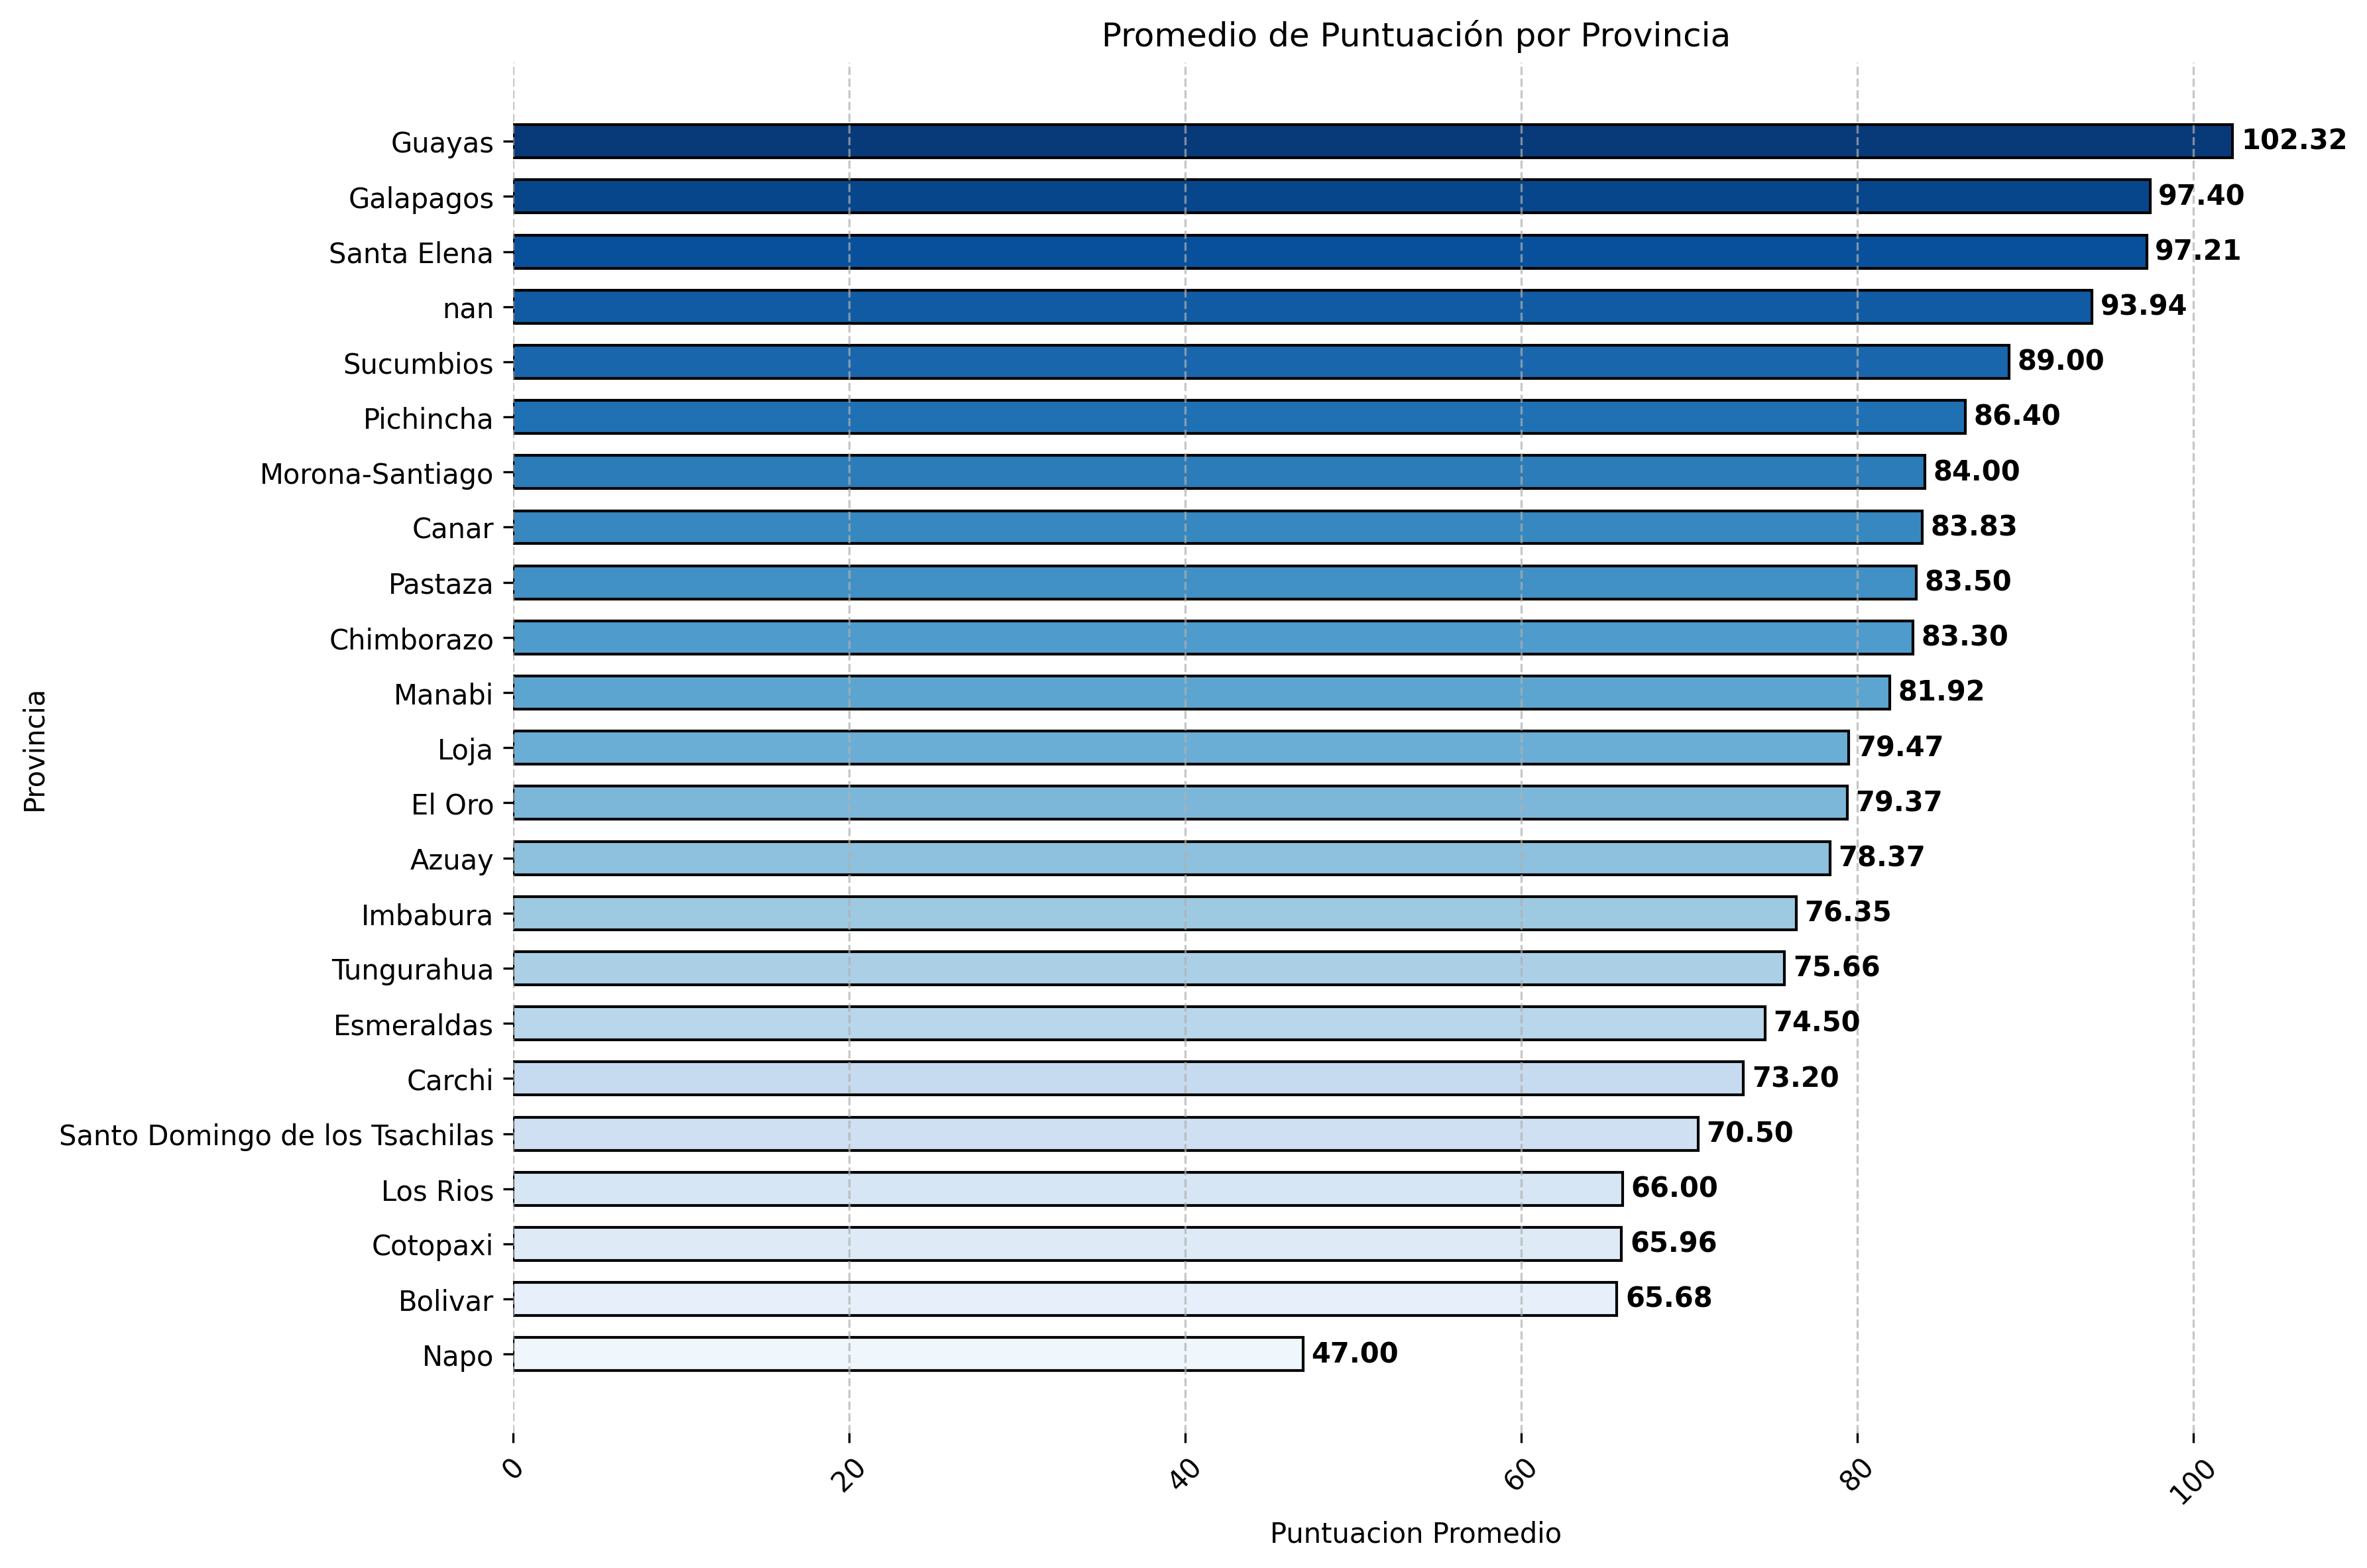 Promedio de Puntuación por Provincia
Guayas 102.32
Galapagos 97.40
Santa Elena 97.21
nan 93.94
Sucumbios 89.00
Pichincha 86.40
Morona-Santiago 84.00
Canar 83.83
Pastaza 83.50
Chimborazo 83.30
Manabi 81.92
Loja 79.47
El Oro 79.37
Azuay 78.37
Imbabura 76.35
Tungurahua 75.66
Esmeraldas 74.50
Carchi 73.20
Santo Domingo de los Tsachilas 70.50
Los Rios 66.00
Cotopaxi 65.96
Bolivar 65.68
Napo 47.00
Provincia
0 20 40 60 80 100
Puntuacion Promedio